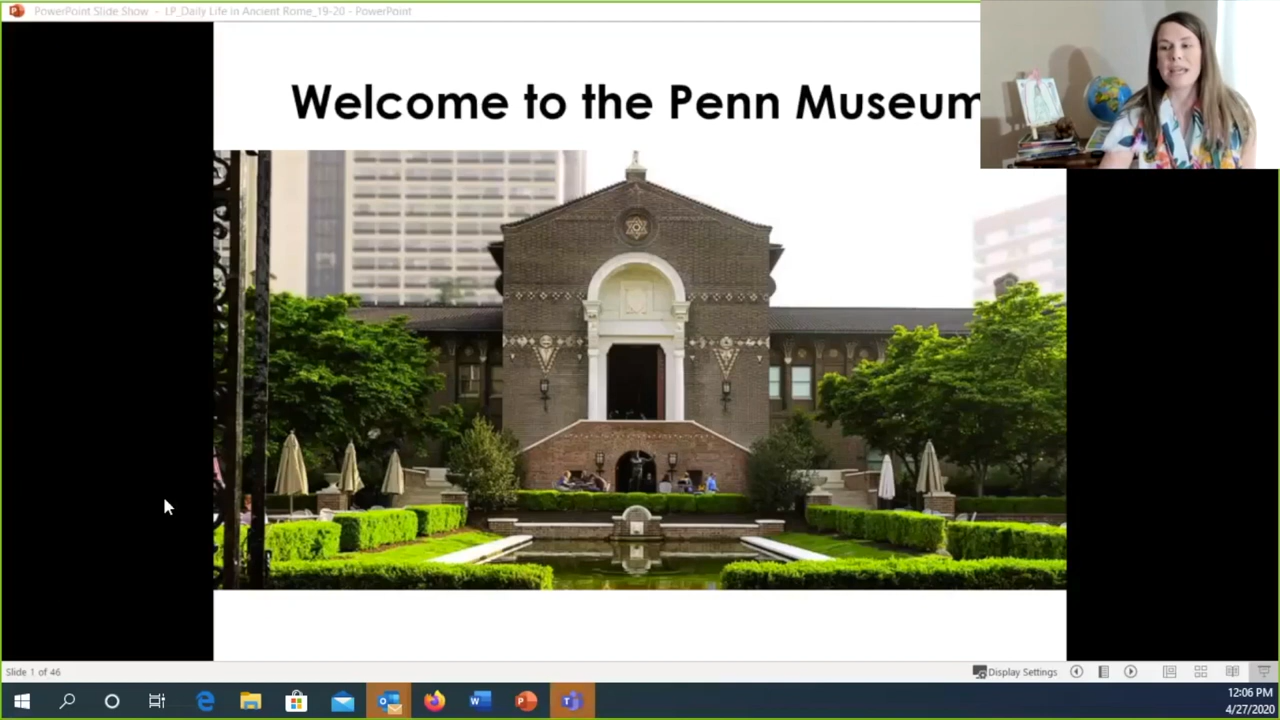 PowerPoint Slide Show - LP_Daily Life in Ancient Rome_19-20 - PowerPoint
Welcome to the Penn Museum
Slide 1 of 46
Display Settings
12:06 PM
4/27/2020